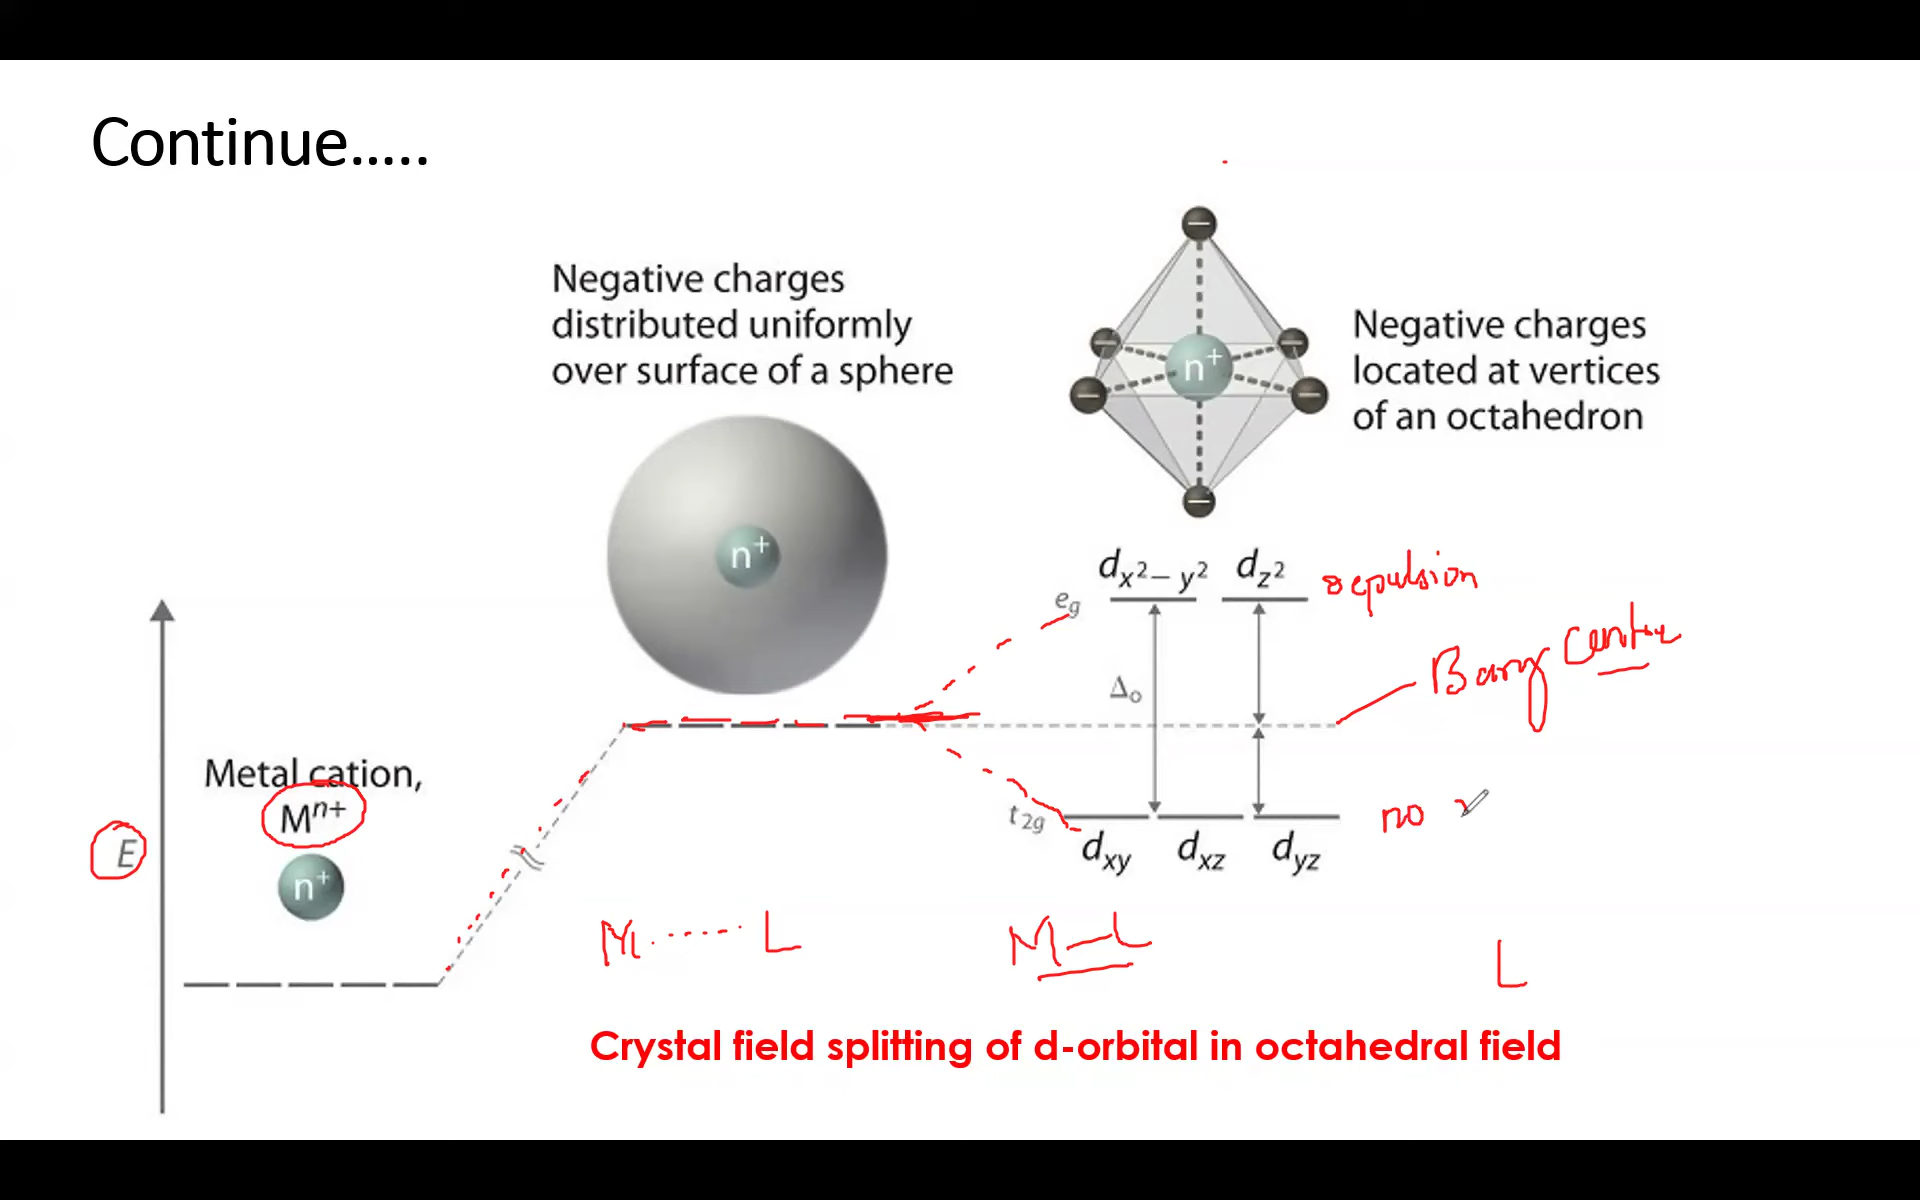 Continue.....
Negative charges
distributed uniformly
over surface of a sphere
n⁺
−
−
−
n⁺
−
−
−
Negative charges
located at vertices
of an octahedron
dx²−y² dz²
repulsion
eg
Bary Center
Δo
Metal cation,
Mⁿ⁺
E
n⁺
t2g
no
dxy dxz dyz
M ...... L
M—L
L
Crystal field splitting of d-orbital in octahedral field